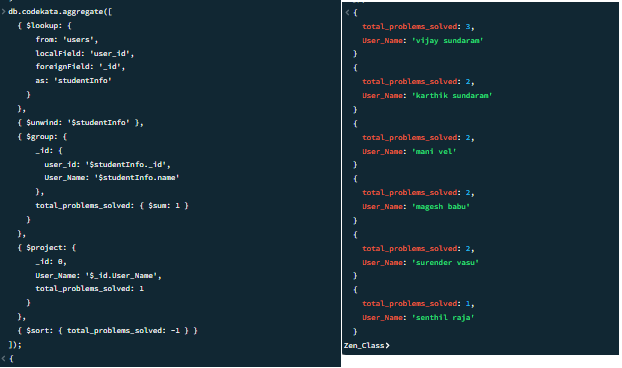 > db.codekata.aggregate([
{ $lookup: {
from: 'users',
localField: 'user_id',
foreignField: '_id',
as: 'studentInfo'
}
},
{ $unwind: '$studentInfo' },
{ $group: {
_id: {
user_id: '$studentInfo._id',
User_Name: '$studentInfo.name'
},
total_problems_solved: { $sum: 1 }
}
},
{ $project: {
_id: 0,
User_Name: '$_id.User_Name',
total_problems_solved: 1
}
},
{ $sort: { total_problems_solved: -1 } }
]);
< {
< {
total_problems_solved: 3,
User_Name: 'vijay sundaram'
}
{
total_problems_solved: 2,
User_Name: 'karthik sundaram'
}
{
total_problems_solved: 2,
User_Name: 'mani vel'
}
{
total_problems_solved: 2,
User_Name: 'magesh babu'
}
{
total_problems_solved: 2,
User_Name: 'surender vasu'
}
{
total_problems_solved: 1,
User_Name: 'senthil raja'
}
Zen_Class>